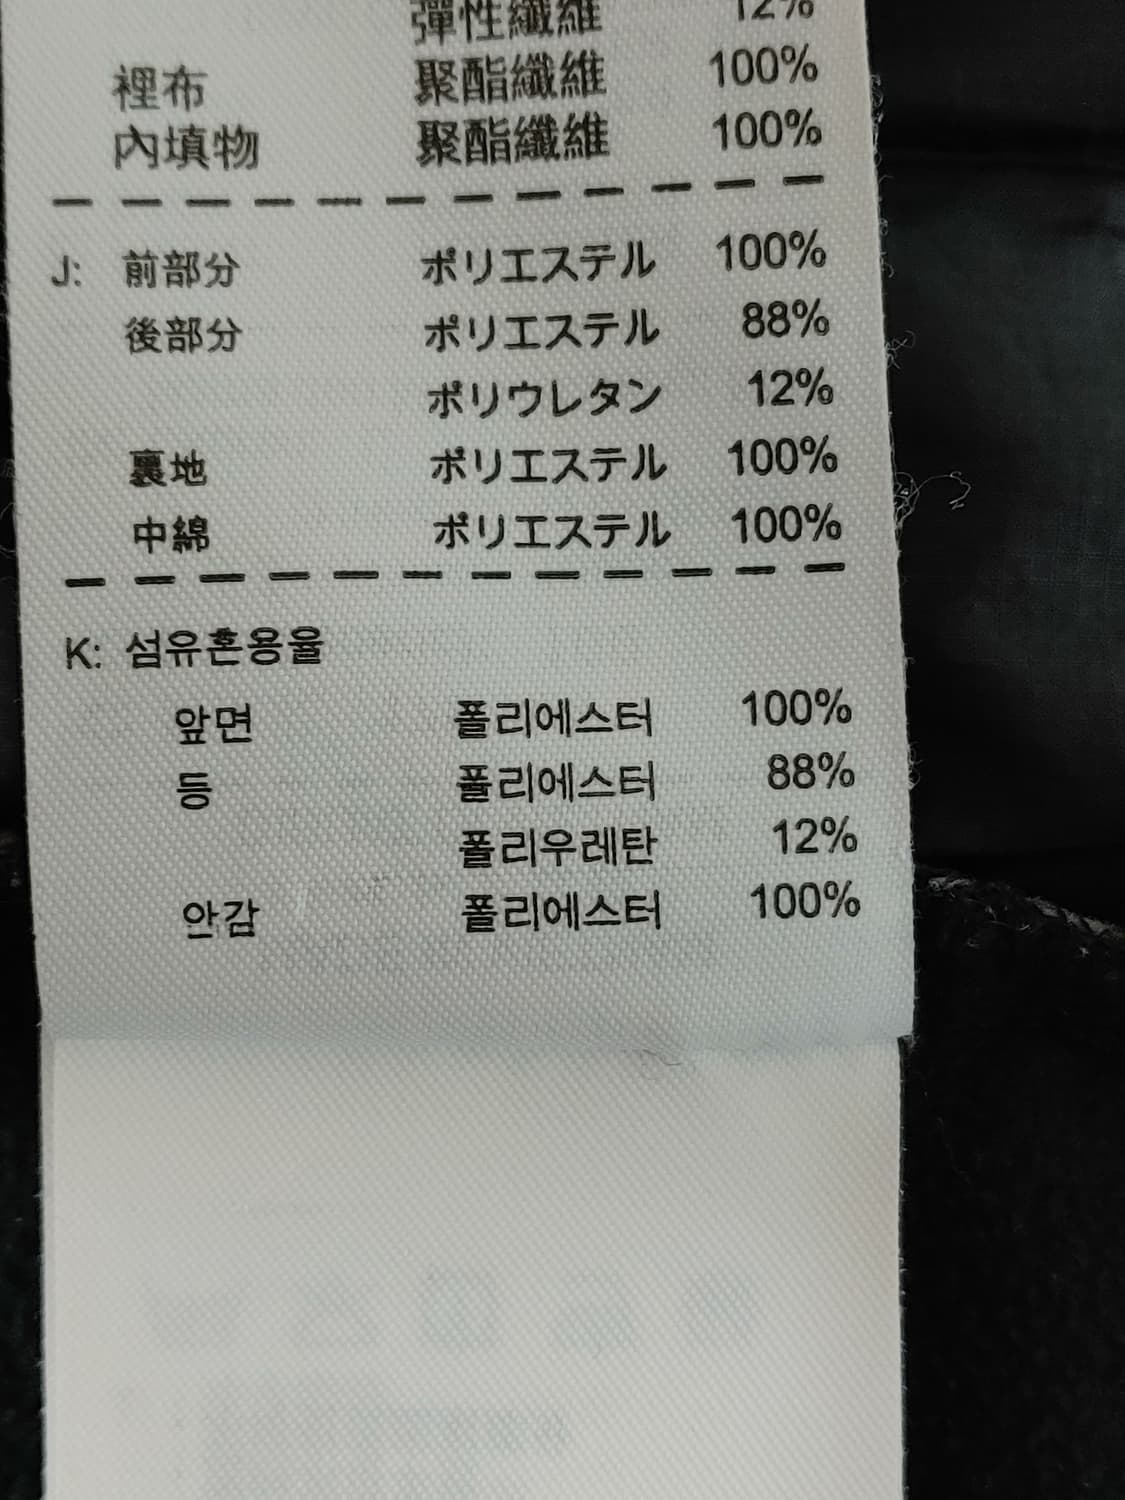 彈性纖維 12%
裡布 聚酯纖維 100%
內填物 聚酯纖維 100%
J: 前部分 ポリエステル 100%
後部分 ポリエステル 88%
ポリウレタン 12%
裏地 ポリエステル 100%
中綿 ポリエステル 100%
K: 섬유혼용율
앞면 폴리에스터 100%
등 폴리에스터 88%
폴리우레탄 12%
안감 폴리에스터 100%